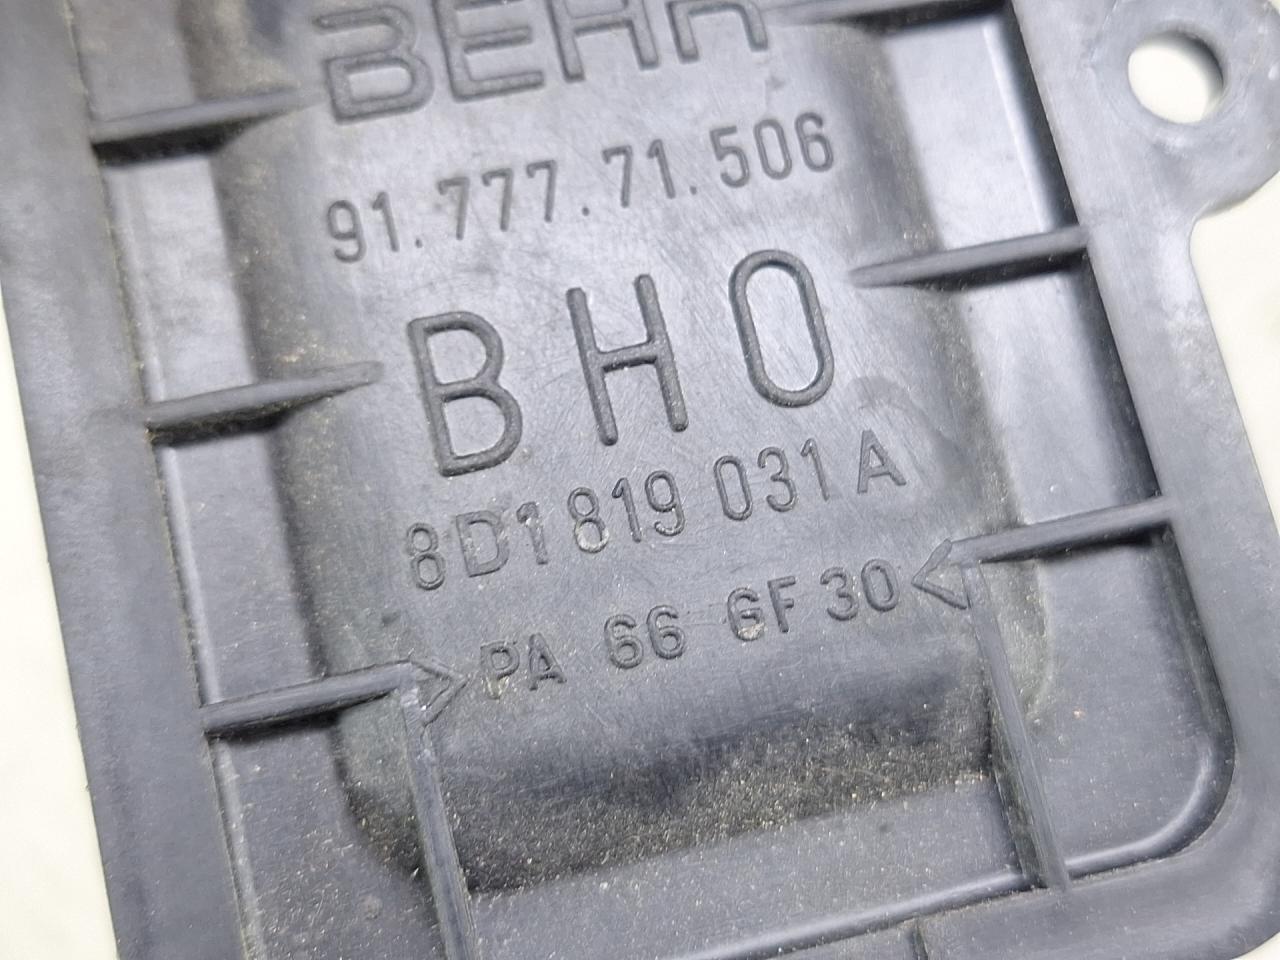 BEHR
91.777.71.506
BHO
8D1 819 031 A
>PA 66 GF 30<